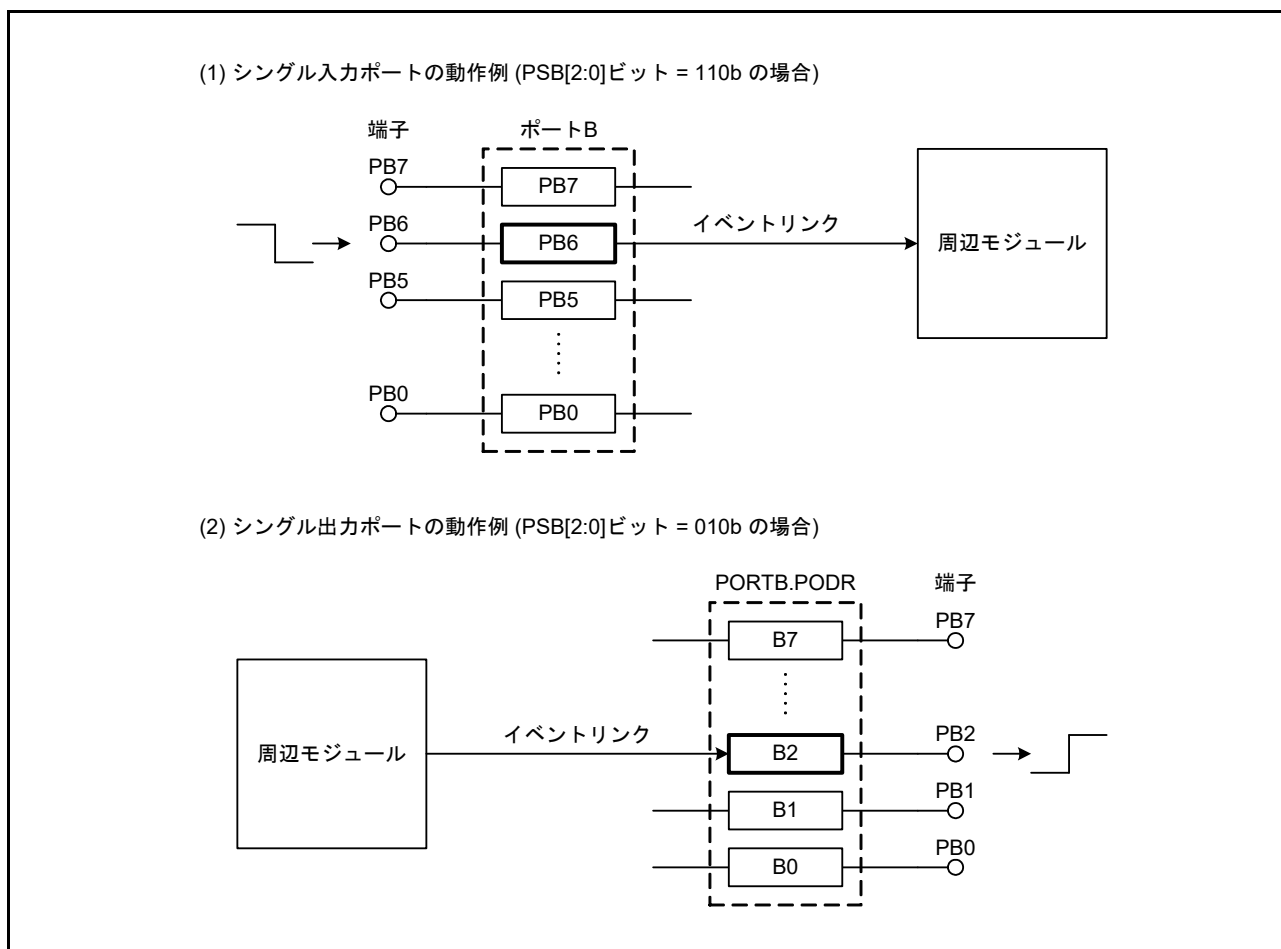 (1) シングル入力ポートの動作例 (PSB[2:0]ビット = 110b の場合)
端子
ポートB
PB7
PB7
PB6
PB6
イベントリンク
周辺モジュール
PB5
PB5
PB0
PB0
(2) シングル出力ポートの動作例 (PSB[2:0]ビット = 010b の場合)
PORTB.PODR
端子
B7
PB7
周辺モジュール
イベントリンク
B2
PB2
B1
PB1
B0
PB0